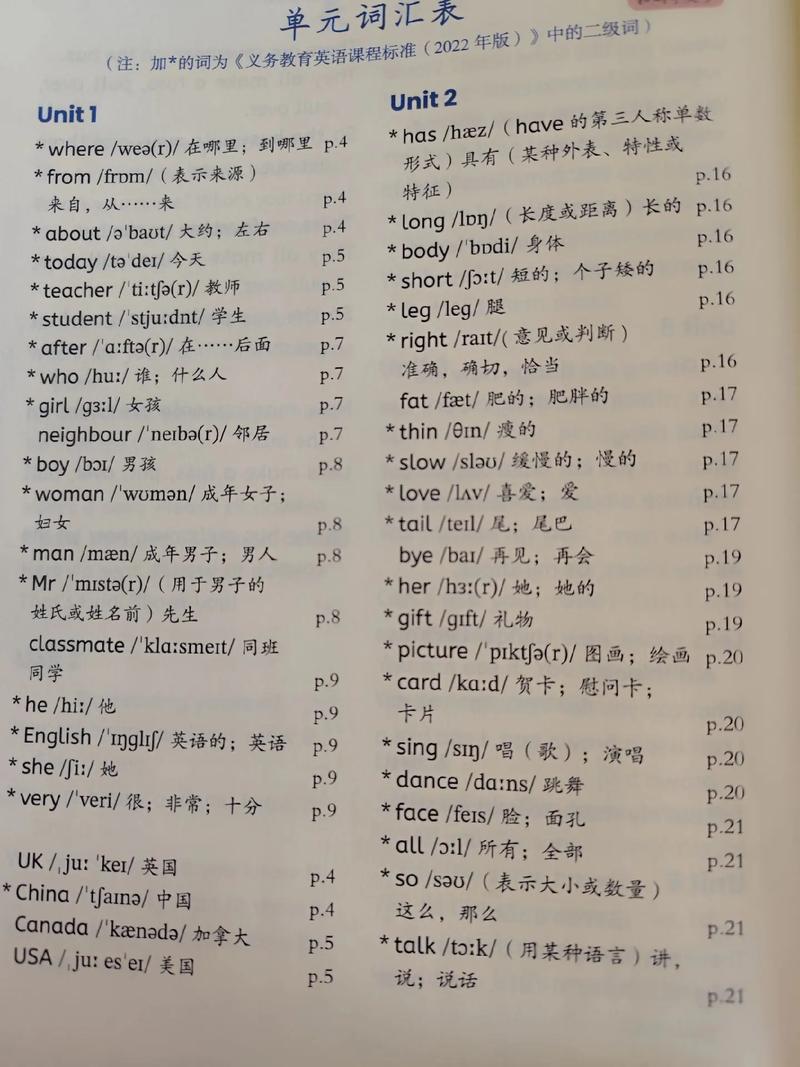 单元词汇表
（注：加*的词为《义务教育英语课程标准（2022年版）》中的二级词）
Unit 1
*where /weə(r)/ 在哪里；到哪里 p.4
*from /frɒm/（表示来源）
来自，从……来 p.4
*about /əˈbaʊt/ 大约；左右 p.4
*today /təˈdeɪ/ 今天 p.5
*teacher /ˈtiːtʃə(r)/ 教师 p.5
*student /ˈstjuːdnt/ 学生 p.5
*after /ˈɑːftə(r)/ 在……后面 p.7
*who /huː/ 谁；什么人 p.7
*girl /ɡɜːl/ 女孩 p.7
neighbour /ˈneɪbə(r)/ 邻居 p.7
*boy /bɔɪ/ 男孩 p.8
*woman /ˈwʊmən/ 成年女子；
妇女 p.8
*man /mæn/ 成年男子；男人 p.8
*Mr /ˈmɪstə(r)/（用于男子的
姓氏或姓名前）先生 p.8
classmate /ˈklɑːsmeɪt/ 同班
同学 p.9
*he /hiː/ 他 p.9
*English /ˈɪŋɡlɪʃ/ 英语的；英语 p.9
*she /ʃiː/ 她 p.9
*very /ˈveri/ 很；非常；十分 p.9
UK /ˌjuː ˈkeɪ/ 英国 p.4
*China /ˈtʃaɪnə/ 中国 p.4
Canada /ˈkænədə/ 加拿大 p.5
USA /ˌjuː esˈeɪ/ 美国 p.5
Unit 2
*has /hæz/（have 的第三人称单数
形式）具有（某种外表、特性或
特征） p.16
*long /lɒŋ/（长度或距离）长的 p.16
*body /ˈbɒdi/ 身体 p.16
*short /ʃɔːt/ 短的；个子矮的 p.16
*leg /leɡ/ 腿 p.16
*right /raɪt/（意见或判断）
准确，确切，恰当 p.16
fat /fæt/ 肥的；肥胖的 p.17
*thin /θɪn/ 瘦的 p.17
*slow /sləʊ/ 缓慢的；慢的 p.17
*love /lʌv/ 喜爱；爱 p.17
*tail /teɪl/ 尾；尾巴 p.17
bye /baɪ/ 再见；再会 p.19
*her /hɜː(r)/ 她；她的 p.19
*gift /ɡɪft/ 礼物 p.19
*picture /ˈpɪktʃə(r)/ 图画；绘画 p.20
*card /kɑːd/ 贺卡；慰问卡；
卡片 p.20
*sing /sɪŋ/ 唱（歌）；演唱 p.20
*dance /dɑːns/ 跳舞 p.20
*face /feɪs/ 脸；面孔 p.21
*all /ɔːl/ 所有；全部 p.21
*so /səʊ/（表示大小或数量）
这么，那么 p.21
*talk /tɔːk/（用某种语言）讲，
说；说话 p.21